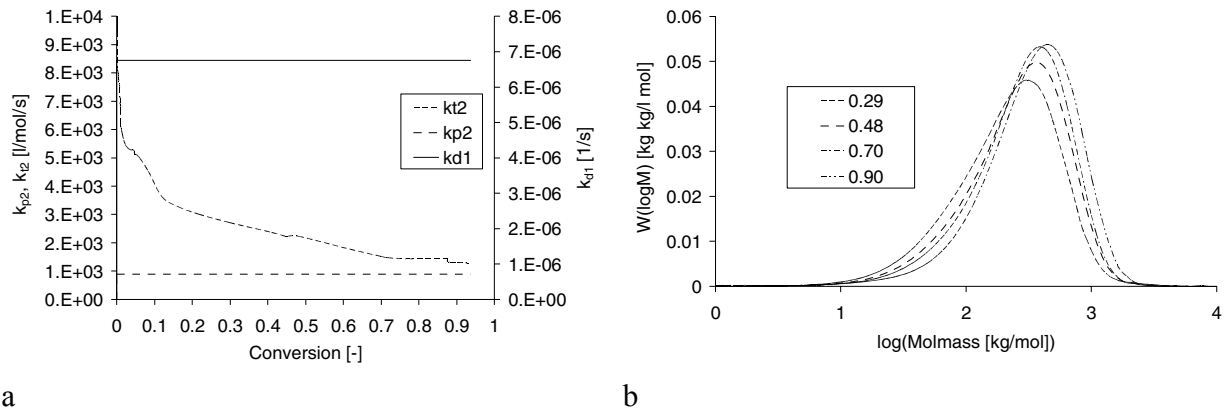 1.E+04
9.E+03
8.E+03
7.E+03
6.E+03
5.E+03
4.E+03
3.E+03
2.E+03
1.E+03
0.E+00
kp2, kt2 [l/mol/s]
0 0.1 0.2 0.3 0.4 0.5 0.6 0.7 0.8 0.9 1
Conversion [-]
8.E-06
7.E-06
6.E-06
5.E-06
4.E-06
3.E-06
2.E-06
1.E-06
0.E+00
kd1 [1/s]
kt2
kp2
kd1
a
0.06
0.05
0.04
0.03
0.02
0.01
0
W(logM) [kg kg/l mol]
0 1 2 3 4
log(Molmass [kg/mol])
0.29
0.48
0.70
0.90
b